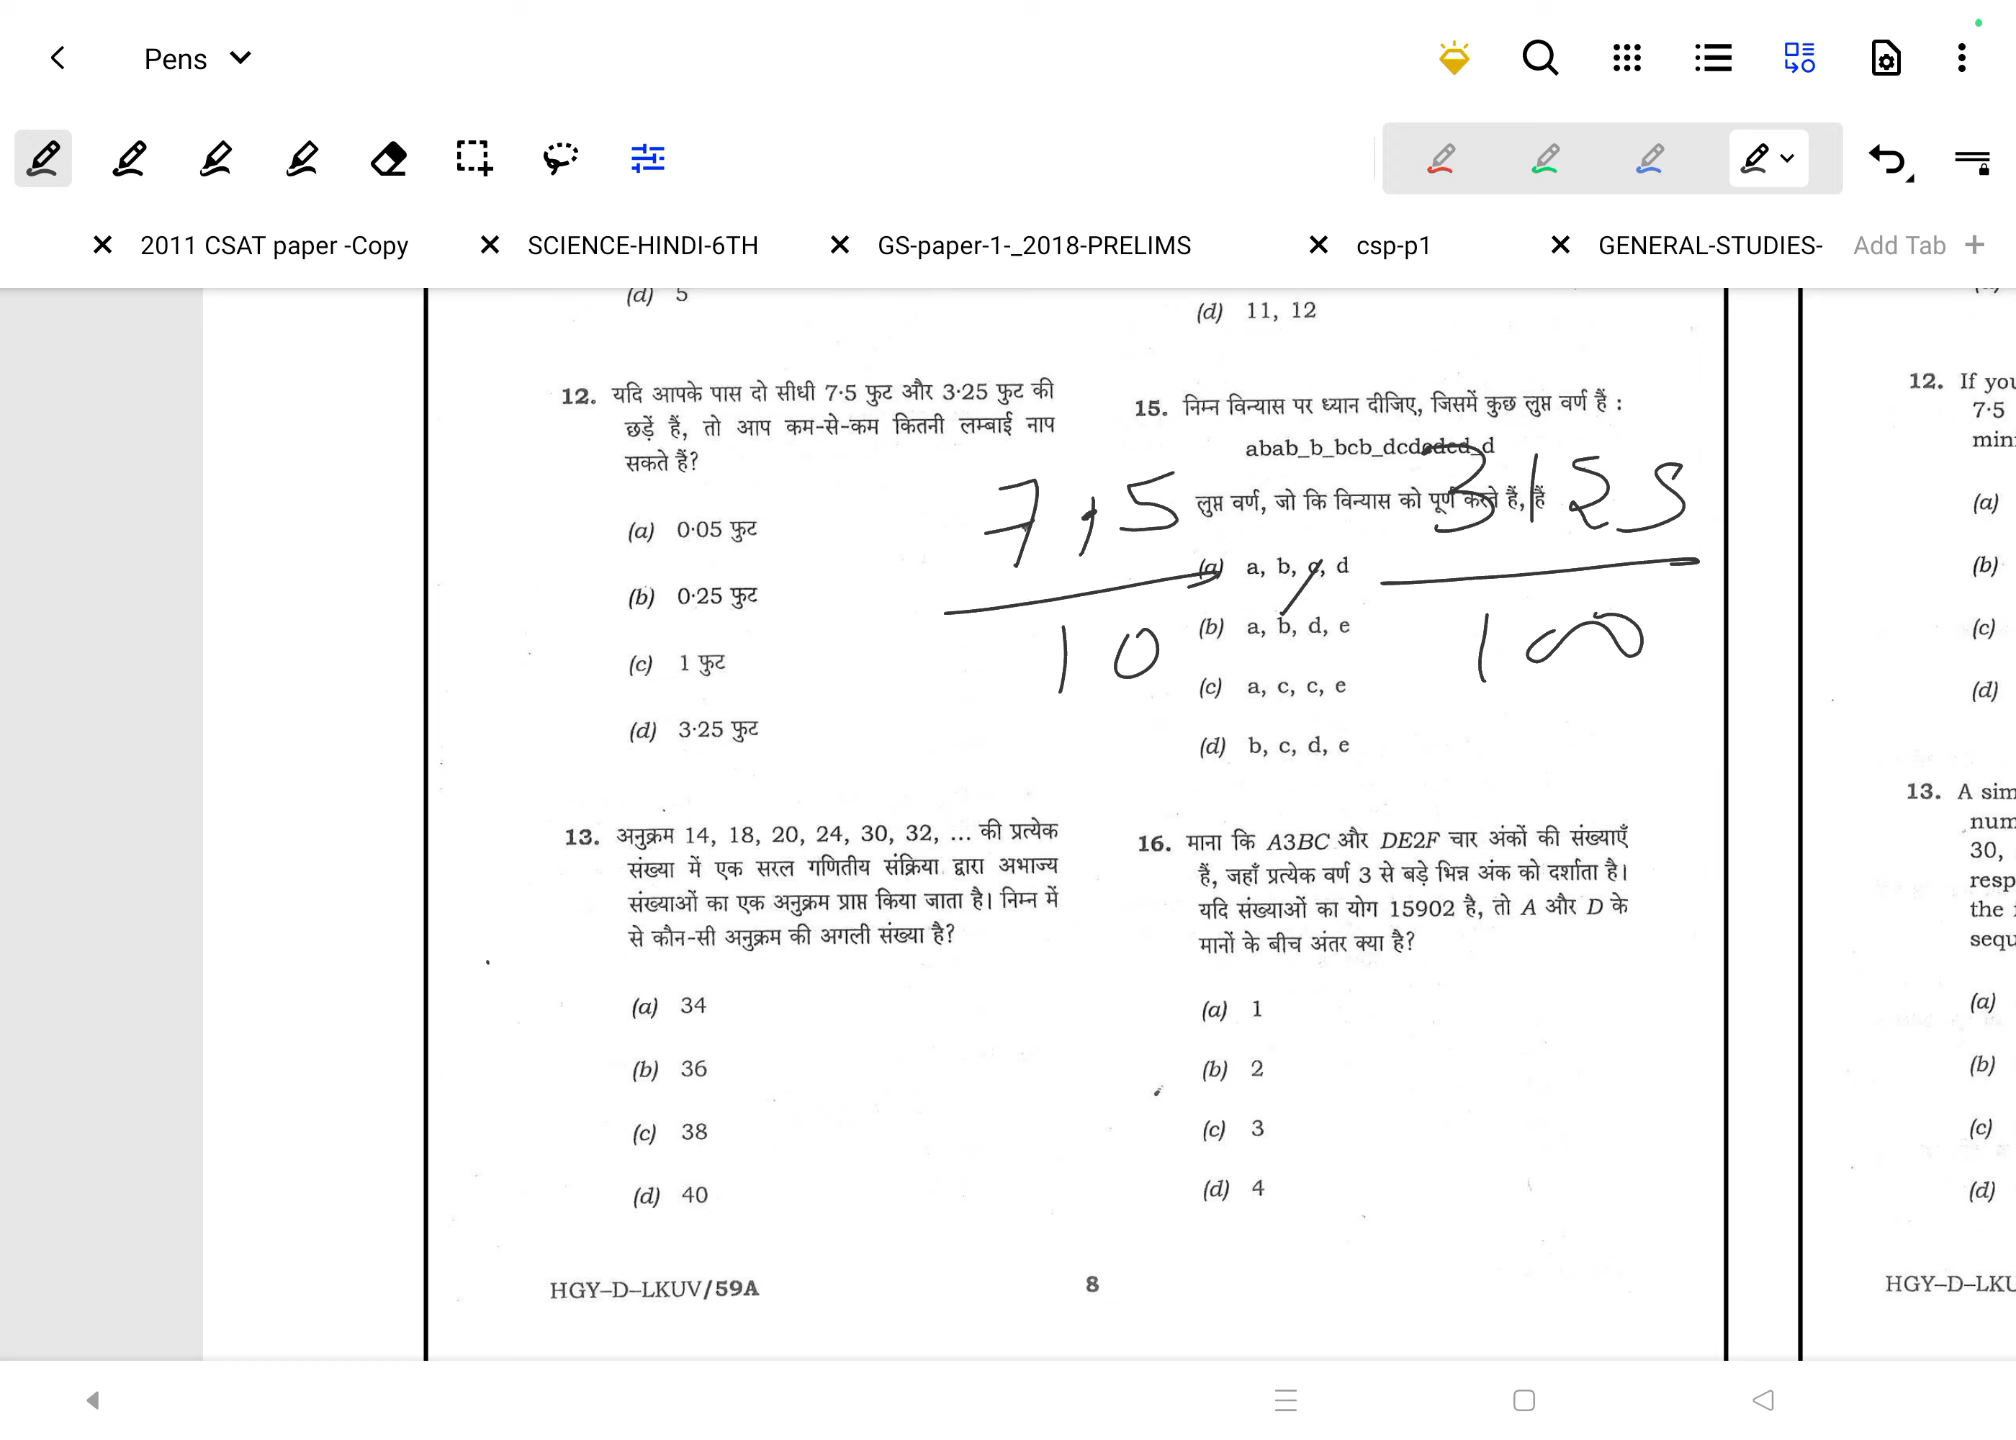 Pens
2011 CSAT paper -Copy
SCIENCE-HINDI-6TH
GS-paper-1-_2018-PRELIMS
csp-p1
GENERAL-STUDIES-
Add Tab +
(d) 5
12. यदि आपके पास दो सीधी 7·5 फुट और 3·25 फुट की
छड़ें हैं, तो आप कम-से-कम कितनी लम्बाई नाप
सकते हैं?
(a) 0·05 फुट
(b) 0·25 फुट
(c) 1 फुट
(d) 3·25 फुट
7,5
10
13. अनुक्रम 14, 18, 20, 24, 30, 32, ... की प्रत्येक
संख्या में एक सरल गणितीय संक्रिया द्वारा अभाज्य
संख्याओं का एक अनुक्रम प्राप्त किया जाता है। निम्न में
से कौन-सी अनुक्रम की अगली संख्या है?
(a) 34
(b) 36
(c) 38
(d) 40
(d) 11, 12
15. निम्न विन्यास पर ध्यान दीजिए, जिसमें कुछ लुप्त वर्ण हैं :
abab_b_bcb_dcdedcd_d
लुप्त वर्ण, जो कि विन्यास को पूर्ण करते हैं, हैं
(a) a, b, c, d
(b) a, b, d, e
(c) a, c, c, e
(d) b, c, d, e
3125
100
16. माना कि A3BC और DE2F चार अंकों की संख्याएँ
हैं, जहाँ प्रत्येक वर्ण 3 से बड़े भिन्न अंक को दर्शाता है।
यदि संख्याओं का योग 15902 है, तो A और D के
मानों के बीच अंतर क्या है?
(a) 1
(b) 2
(c) 3
(d) 4
HGY–D–LKUV/59A
8
12. If you
7·5
(a)
(b)
(c)
(d)
13. A sim
num
30,
resp
the
sequ
(a)
(b)
(c)
(d)
HGY–D–LKU